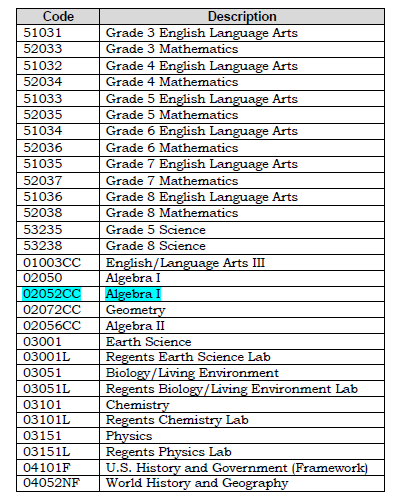 Code Description
51031 Grade 3 English Language Arts
52033 Grade 3 Mathematics
51032 Grade 4 English Language Arts
52034 Grade 4 Mathematics
51033 Grade 5 English Language Arts
52035 Grade 5 Mathematics
51034 Grade 6 English Language Arts
52036 Grade 6 Mathematics
51035 Grade 7 English Language Arts
52037 Grade 7 Mathematics
51036 Grade 8 English Language Arts
52038 Grade 8 Mathematics
53235 Grade 5 Science
53238 Grade 8 Science
01003CC English/Language Arts III
02050 Algebra I
02052CC Algebra I
02072CC Geometry
02056CC Algebra II
03001 Earth Science
03001L Regents Earth Science Lab
03051 Biology/Living Environment
03051L Regents Biology/Living Environment Lab
03101 Chemistry
03101L Regents Chemistry Lab
03151 Physics
03151L Regents Physics Lab
04101F U.S. History and Government (Framework)
04052NF World History and Geography